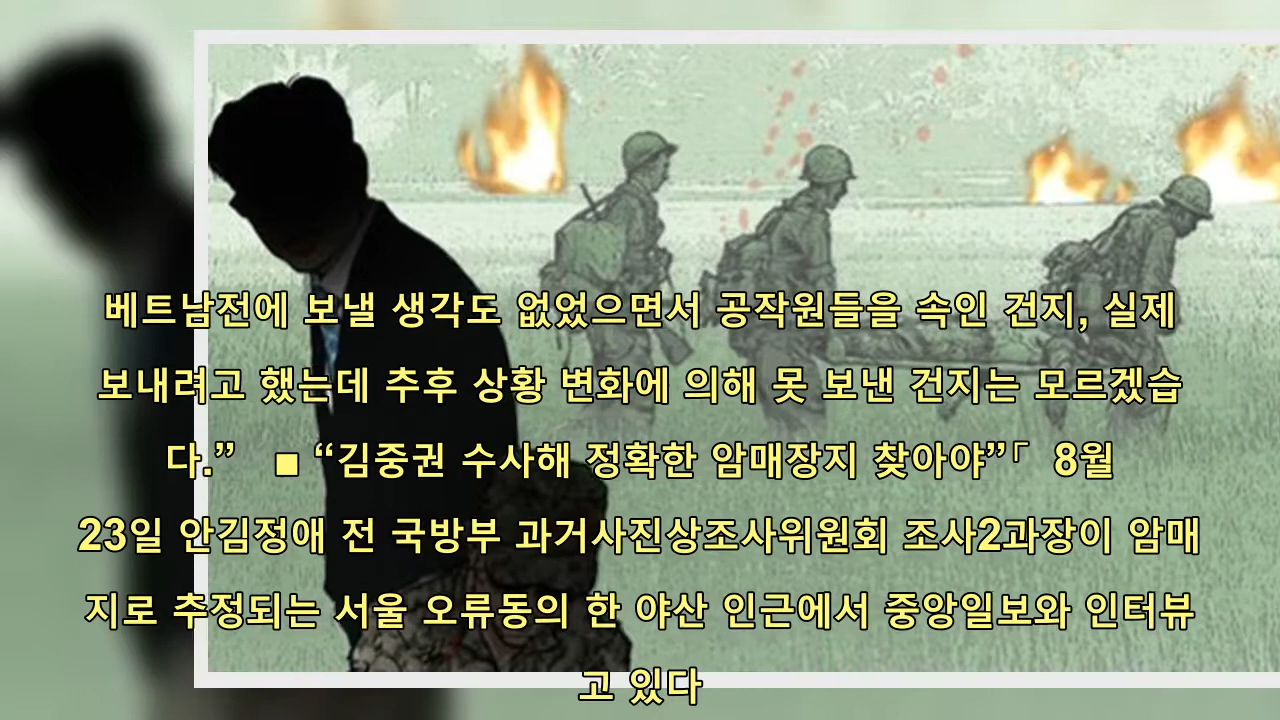 베트남전에 보낼 생각도 없었으면서 공작원들을 속인 건지, 실제
보내려고 했는데 추후 상황 변화에 의해 못 보낸 건지는 모르겠습
다.” ■ “김중권 수사해 정확한 암매장지 찾아야”「 8월
23일 안김정애 전 국방부 과거사진상조사위원회 조사2과장이 암매
지로 추정되는 서울 오류동의 한 야산 인근에서 중앙일보와 인터뷰
고 있다